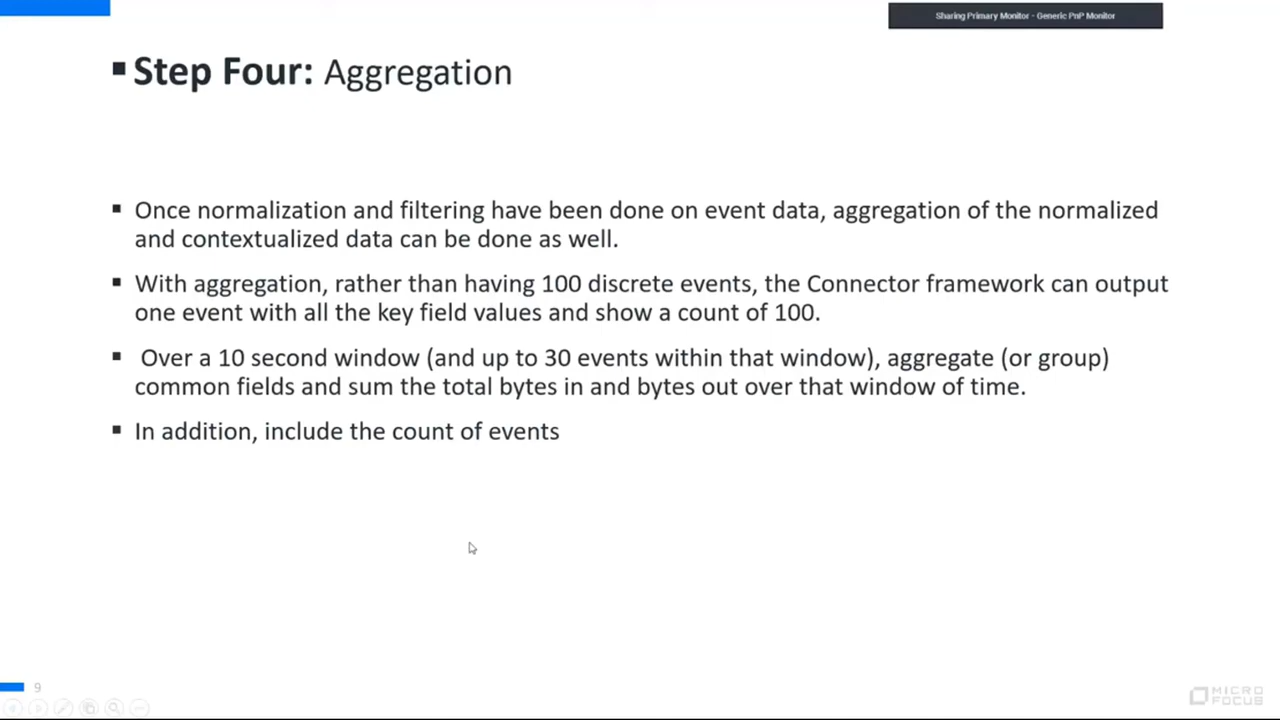 Sharing Primary Monitor - Generic PnP Monitor
Step Four: Aggregation
Once normalization and filtering have been done on event data, aggregation of the normalized
and contextualized data can be done as well.
With aggregation, rather than having 100 discrete events, the Connector framework can output
one event with all the key field values and show a count of 100.
Over a 10 second window (and up to 30 events within that window), aggregate (or group)
common fields and sum the total bytes in and bytes out over that window of time.
In addition, include the count of events
9
MICRO
FOCUS